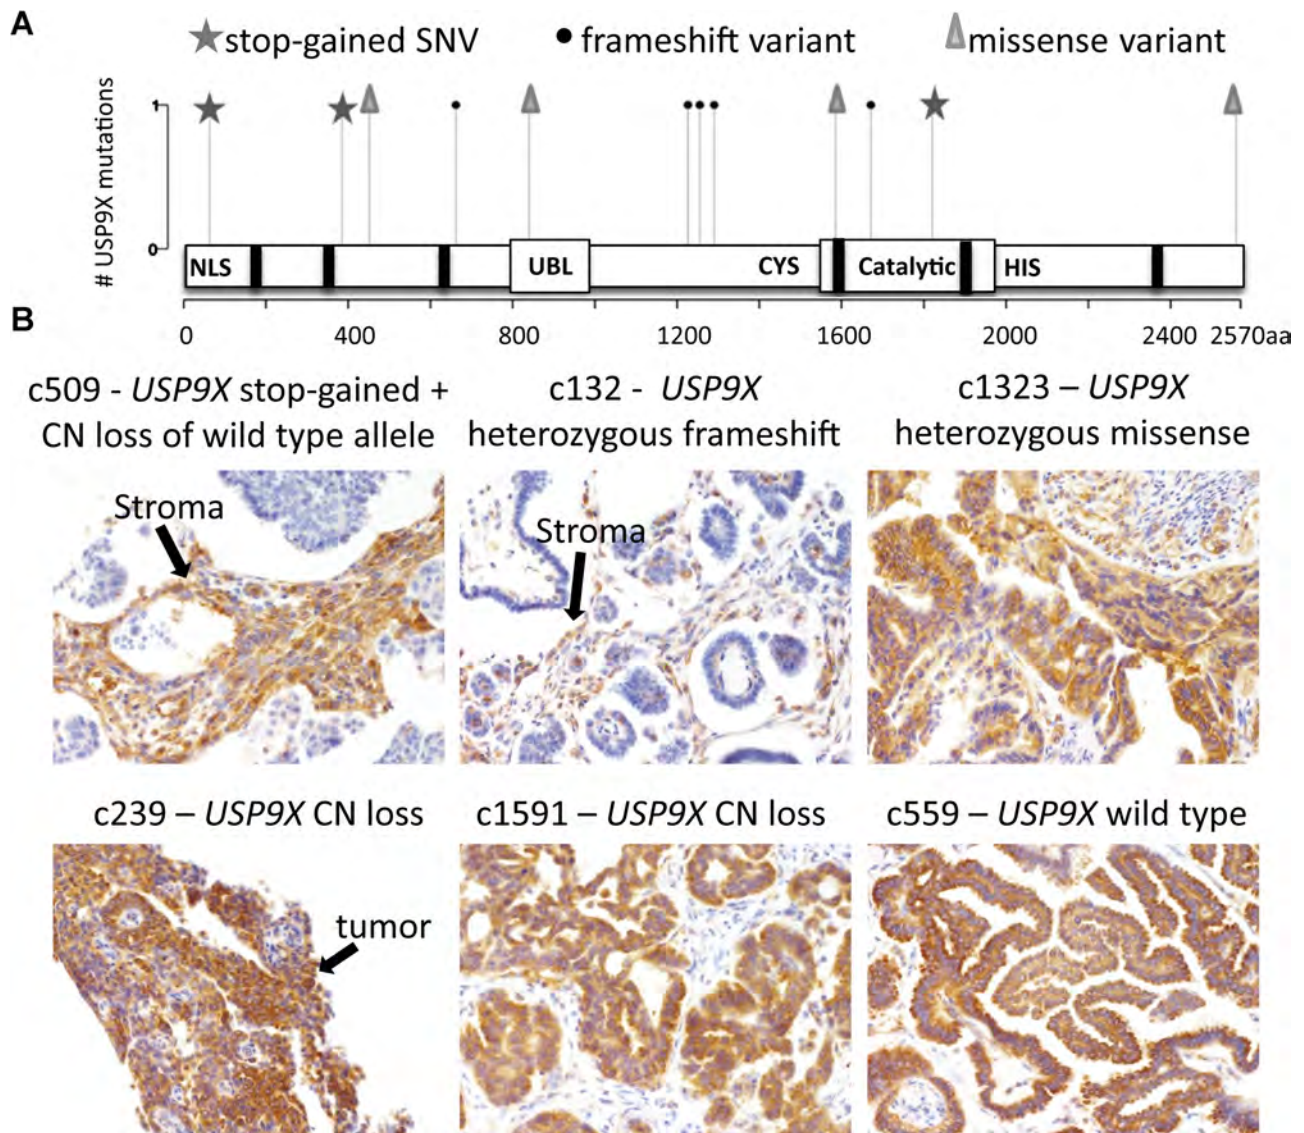 A
stop-gained SNV frameshift variant missense variant
# USP9X mutations
1
0
NLS UBL CYS Catalytic HIS
0 400 800 1200 1600 2000 2400 2570aa
B
c509 - USP9X stop-gained +
CN loss of wild type allele
c132 - USP9X
heterozygous frameshift
c1323 – USP9X
heterozygous missense
Stroma
Stroma
c239 – USP9X CN loss
c1591 – USP9X CN loss
c559 – USP9X wild type
tumor